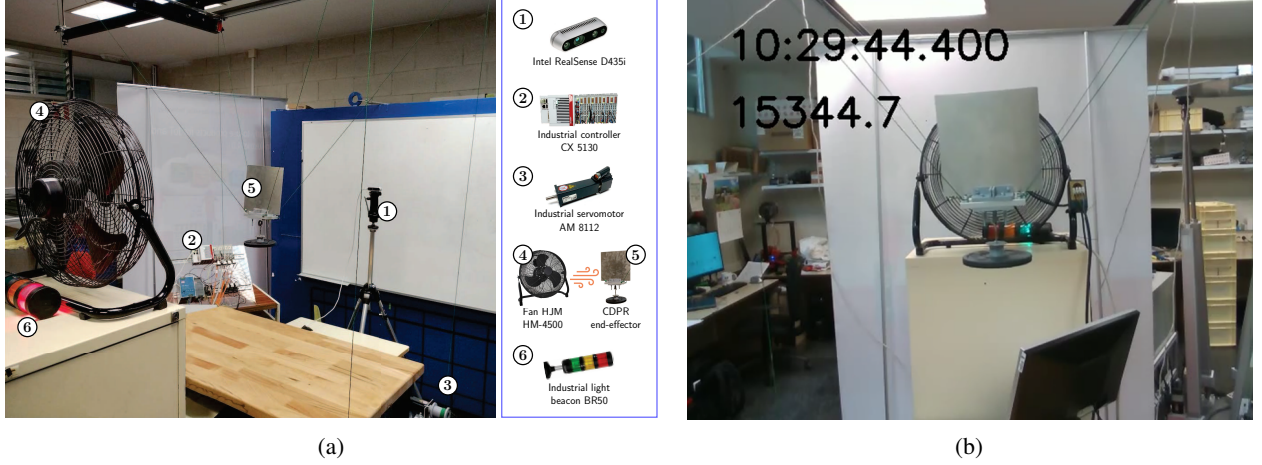 4
5
1
2
6
3
1
Intel RealSense D435i
2
Industrial controller
CX 5130
3
Industrial servomotor
AM 8112
4
5
Fan HJM
HM-4500
CDPR
end-effector
6
Industrial light
beacon BR50
10:29:44.400
15344.7
(a)
(b)